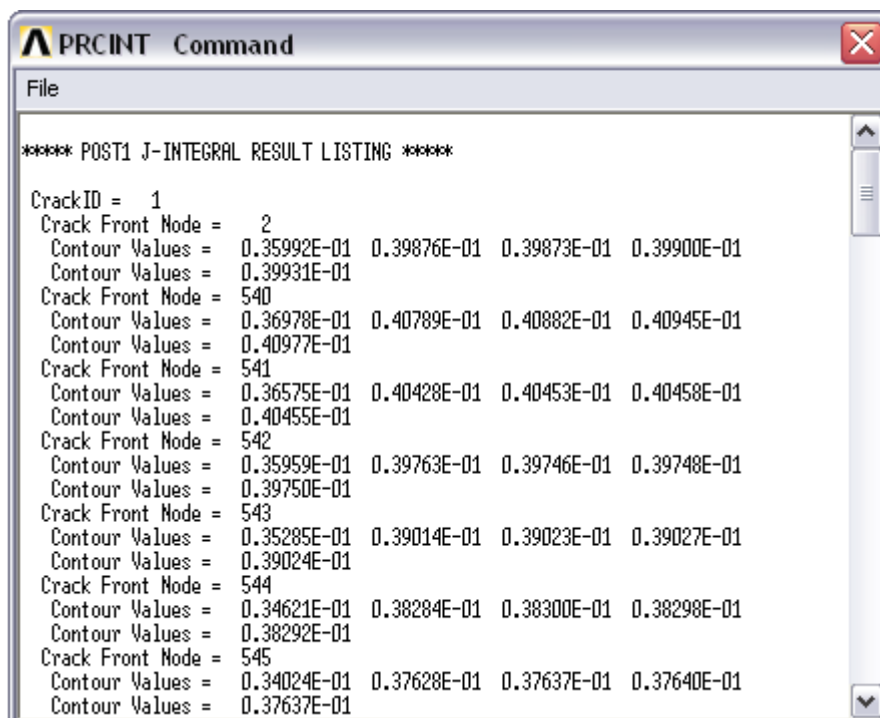 PRCINT Command
File
***** POST1 J-INTEGRAL RESULT LISTING *****
CrackID = 1
Crack Front Node = 2
Contour Values = 0.35992E-01 0.39876E-01 0.39873E-01 0.39900E-01
Contour Values = 0.39931E-01
Crack Front Node = 540
Contour Values = 0.36978E-01 0.40789E-01 0.40882E-01 0.40945E-01
Contour Values = 0.40977E-01
Crack Front Node = 541
Contour Values = 0.36575E-01 0.40428E-01 0.40453E-01 0.40458E-01
Contour Values = 0.40455E-01
Crack Front Node = 542
Contour Values = 0.35959E-01 0.39763E-01 0.39746E-01 0.39748E-01
Contour Values = 0.39750E-01
Crack Front Node = 543
Contour Values = 0.35285E-01 0.39014E-01 0.39023E-01 0.39027E-01
Contour Values = 0.39024E-01
Crack Front Node = 544
Contour Values = 0.34621E-01 0.38284E-01 0.38300E-01 0.38298E-01
Contour Values = 0.38292E-01
Crack Front Node = 545
Contour Values = 0.34024E-01 0.37628E-01 0.37637E-01 0.37640E-01
Contour Values = 0.37637E-01